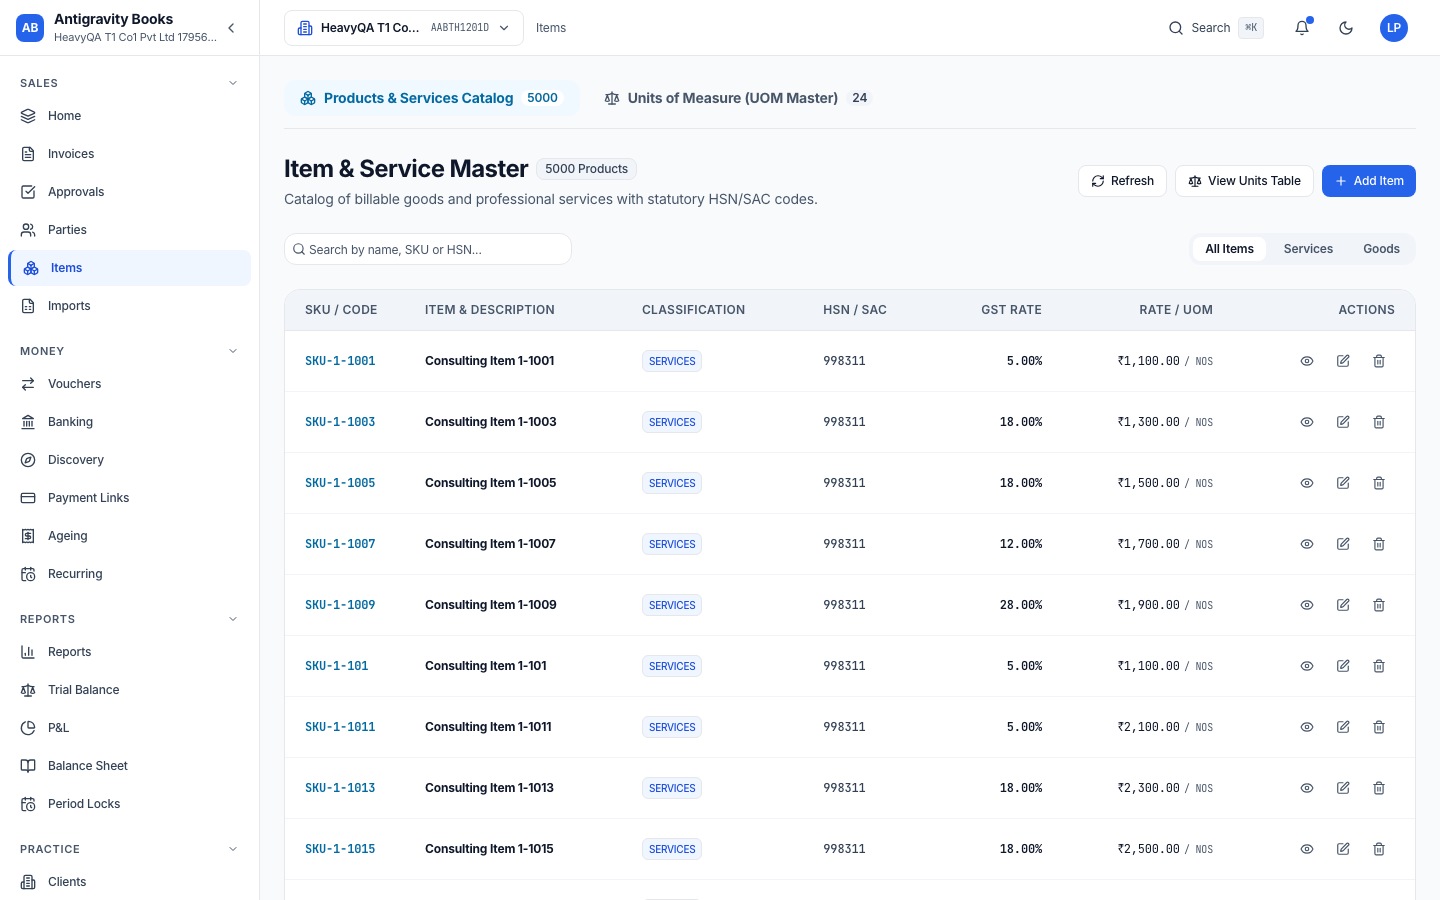 AB
Antigravity Books
HeavyQA T1 Co1 Pvt Ltd 17956...
HeavyQA T1 Co... AABTH1201D
Items
Search ⌘K
LP
SALES
Home
Invoices
Approvals
Parties
Items
Imports
MONEY
Vouchers
Banking
Discovery
Payment Links
Ageing
Recurring
REPORTS
Reports
Trial Balance
P&L
Balance Sheet
Period Locks
PRACTICE
Clients
Products & Services Catalog 5000
Units of Measure (UOM Master) 24
Item & Service Master 5000 Products
Catalog of billable goods and professional services with statutory HSN/SAC codes.
Refresh
View Units Table
Add Item
Search by name, SKU or HSN...
All Items Services Goods
SKU / CODE ITEM & DESCRIPTION CLASSIFICATION HSN / SAC GST RATE RATE / UOM ACTIONS
SKU-1-1001 Consulting Item 1-1001 SERVICES 998311 5.00% ₹1,100.00 / NOS
SKU-1-1003 Consulting Item 1-1003 SERVICES 998311 18.00% ₹1,300.00 / NOS
SKU-1-1005 Consulting Item 1-1005 SERVICES 998311 18.00% ₹1,500.00 / NOS
SKU-1-1007 Consulting Item 1-1007 SERVICES 998311 12.00% ₹1,700.00 / NOS
SKU-1-1009 Consulting Item 1-1009 SERVICES 998311 28.00% ₹1,900.00 / NOS
SKU-1-101 Consulting Item 1-101 SERVICES 998311 5.00% ₹1,100.00 / NOS
SKU-1-1011 Consulting Item 1-1011 SERVICES 998311 5.00% ₹2,100.00 / NOS
SKU-1-1013 Consulting Item 1-1013 SERVICES 998311 18.00% ₹2,300.00 / NOS
SKU-1-1015 Consulting Item 1-1015 SERVICES 998311 18.00% ₹2,500.00 / NOS